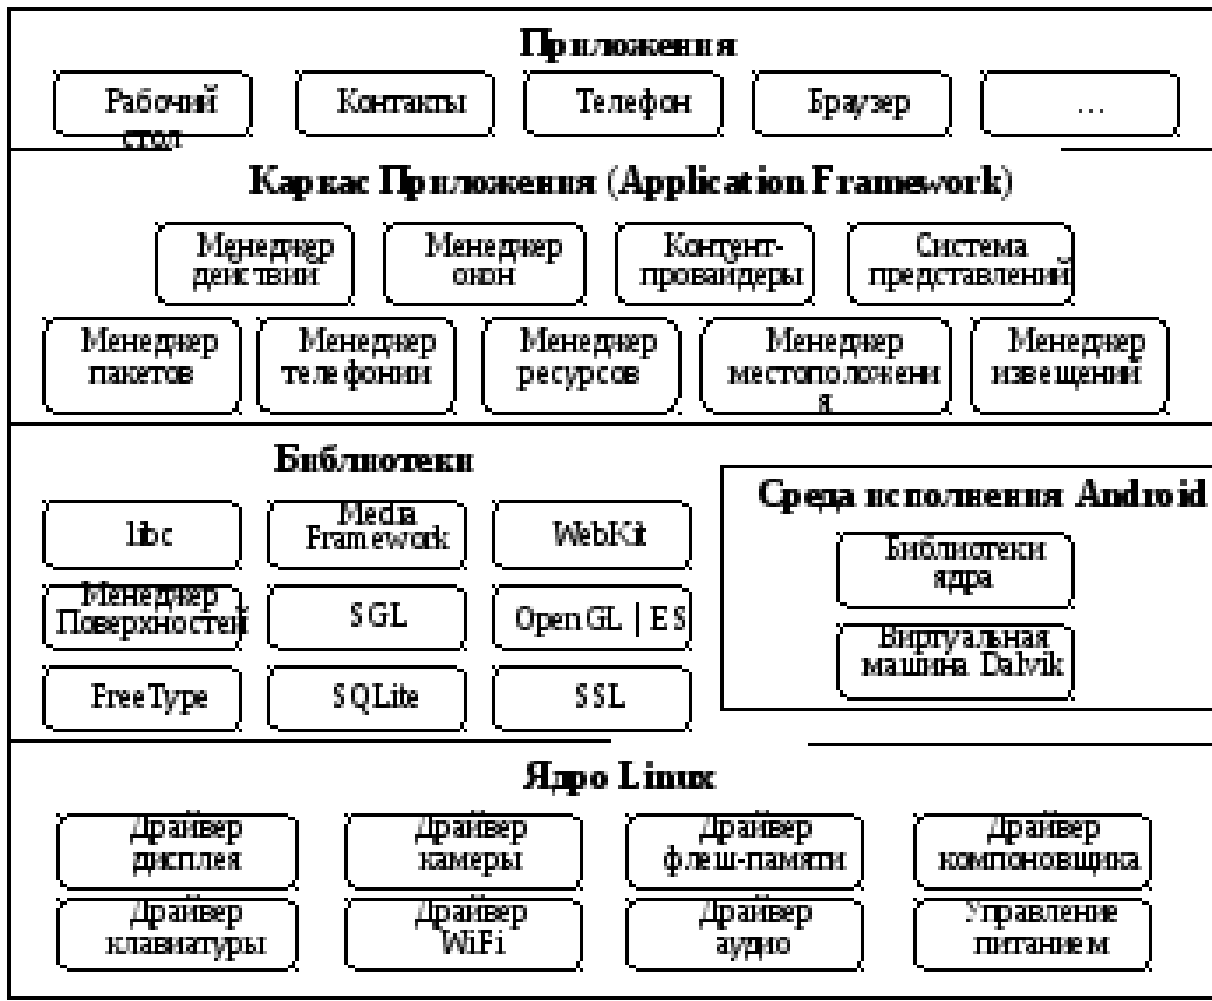 Приложения
Рабочий
стол
Контакты
Телефон
Браузер
...
Каркас Приложения (Application Framework)
Менеджер
действий
Менеджер
окон
Контент-
провайдеры
Система
представлений
Менеджер
пакетов
Менеджер
телефонии
Менеджер
ресурсов
Менеджер
местоположени
я
Менеджер
извещений
Библиотеки
libc
Media
Framework
WebKit
Менеджер
Поверхностей
SGL
OpenGL | ES
FreeType
SQLite
SSL
Среда исполнения Android
Библиотеки
ядра
Виртуальная
машина Dalvik
Ядро Linux
Драйвер
дисплея
Драйвер
камеры
Драйвер
флеш-памяти
Драйвер
компоновщика
Драйвер
клавиатуры
Драйвер
WiFi
Драйвер
аудио
Управление
питанием